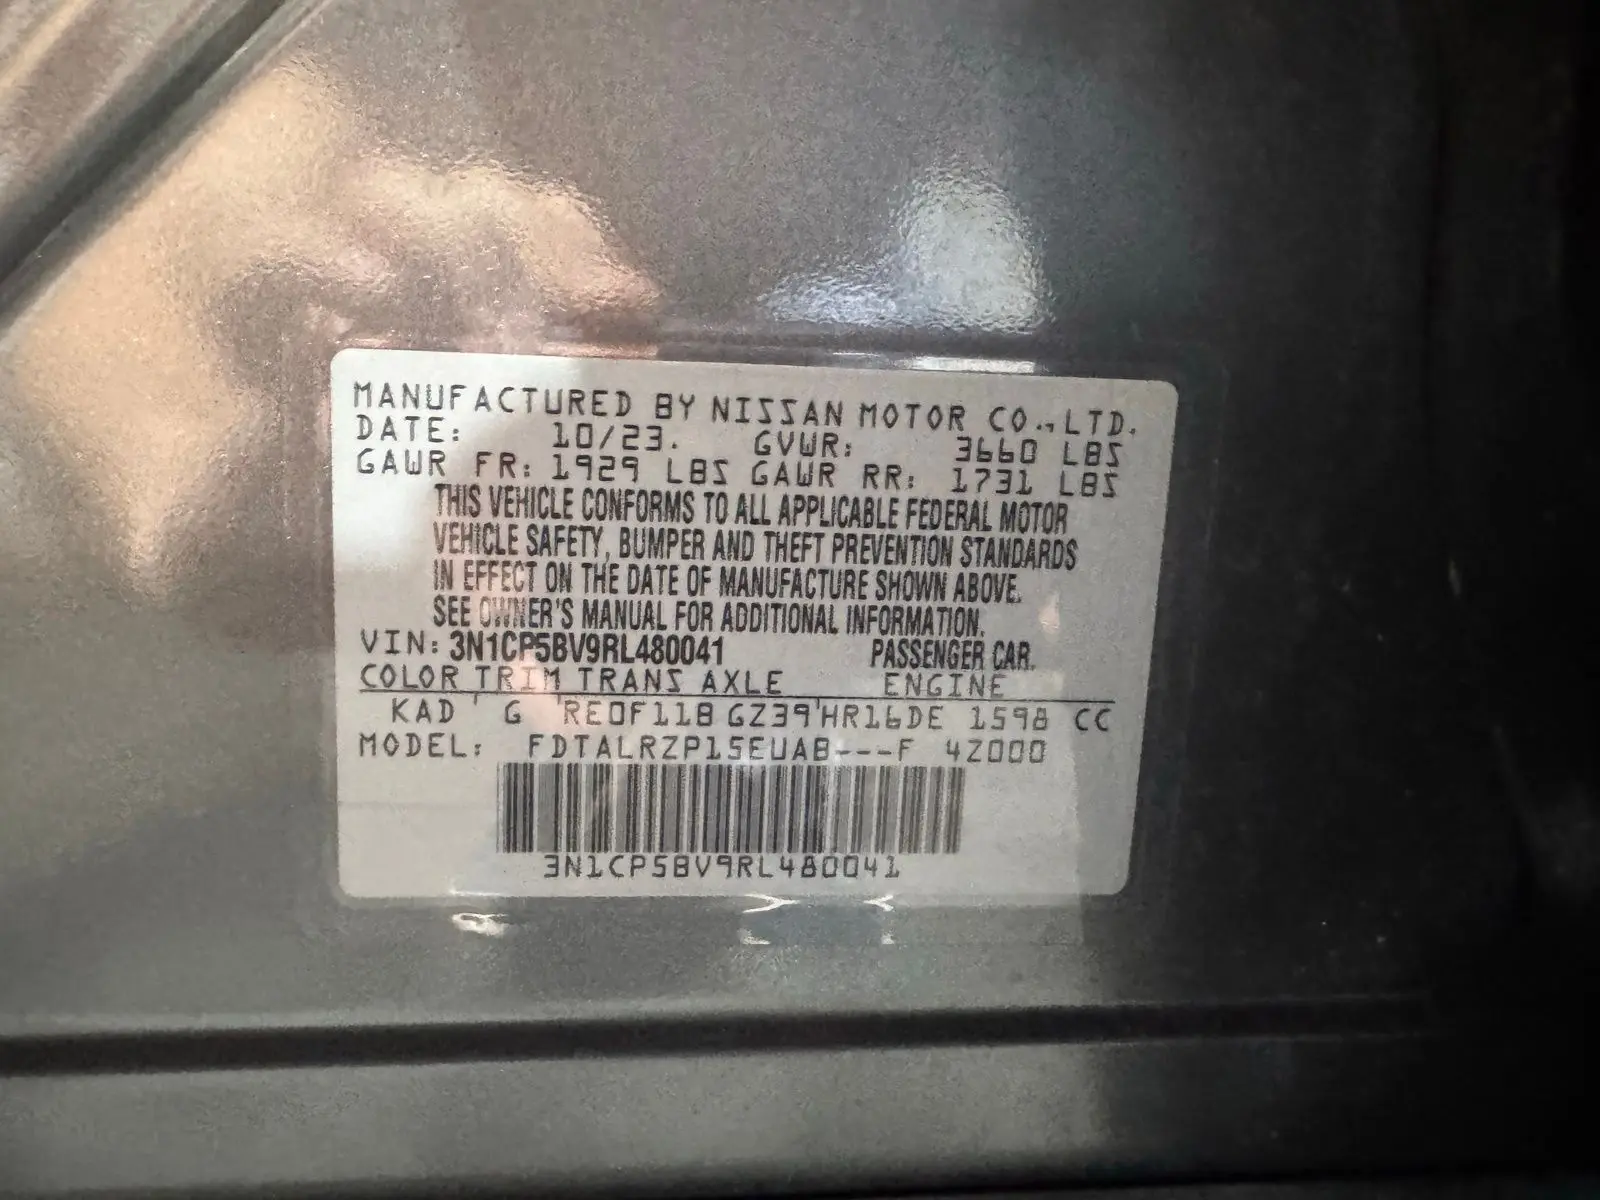 MANUFACTURED BY NISSAN MOTOR CO., LTD.
DATE: 10/23. GVWR: 3660 LBS
GAWR FR: 1929 LBS GAWR RR: 1731 LBS
THIS VEHICLE CONFORMS TO ALL APPLICABLE FEDERAL MOTOR
VEHICLE SAFETY, BUMPER AND THEFT PREVENTION STANDARDS
IN EFFECT ON THE DATE OF MANUFACTURE SHOWN ABOVE.
SEE OWNER'S MANUAL FOR ADDITIONAL INFORMATION.
VIN: 3N1CP5BV9RL480041 PASSENGER CAR.
COLOR TRIM TRANS AXLE ENGINE
KAD G RE0F11B GZ39 HR16DE 1598 CC
MODEL: FDTALRZP15EUAB---F 4Z000
3N1CP5BV9RL480041